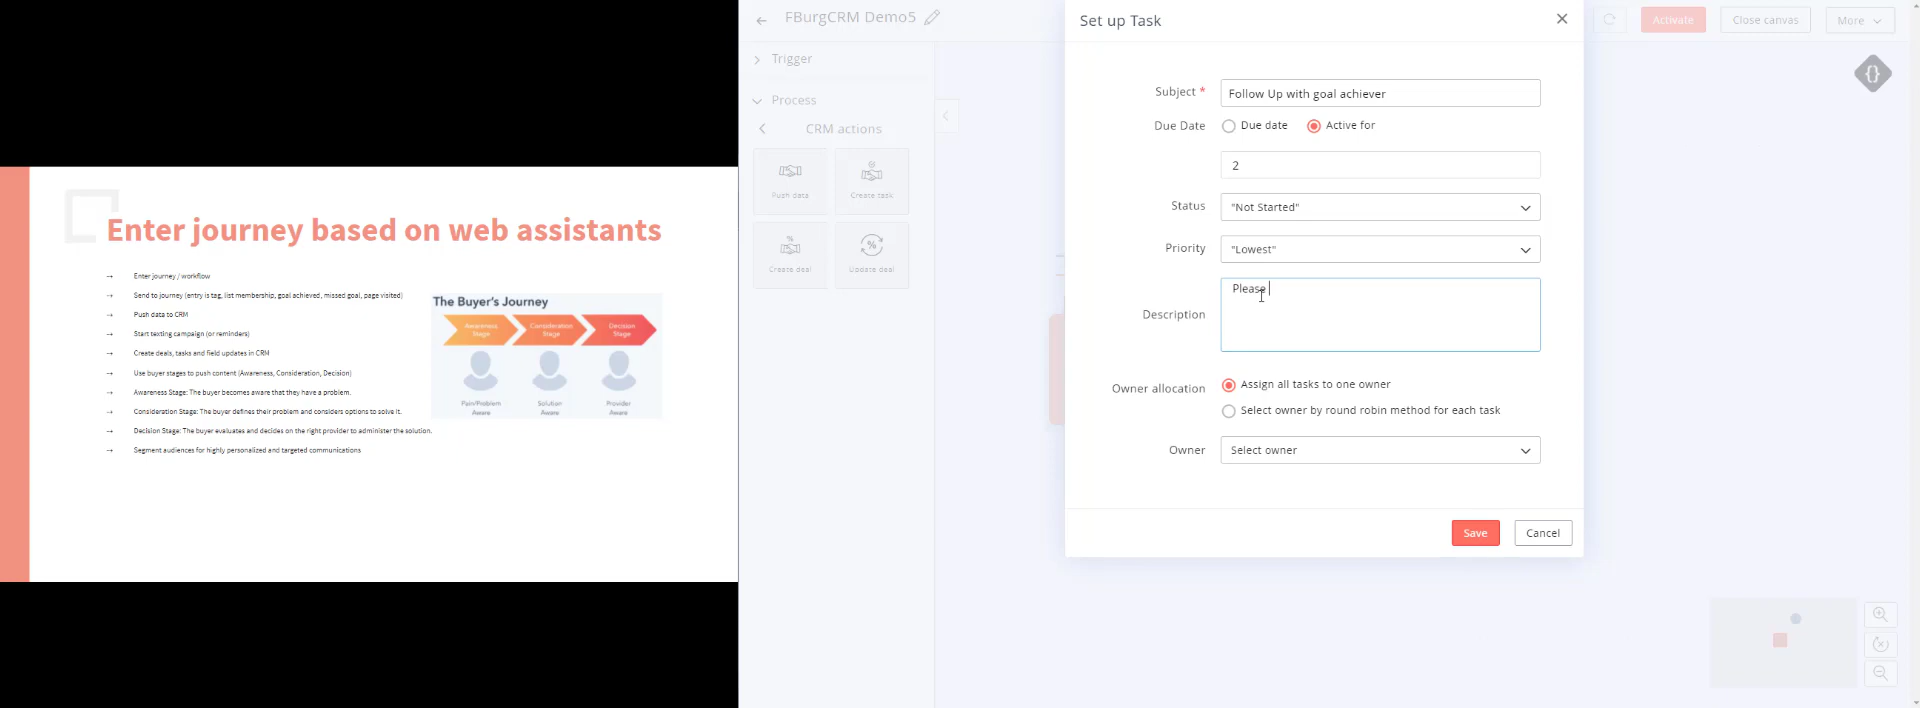 Enter journey based on web assistants
→ Enter journey / workflow
→ Send to journey (entry is tag, list membership, goal achieved, missed goal, page visited)
→ Push data to CRM
→ Start texting campaign (or reminders)
→ Create deals, tasks and field updates in CRM
→ Use buyer stages to push content (Awareness, Consideration, Decision)
→ Awareness Stage: The buyer becomes aware that they have a problem.
→ Consideration Stage: The buyer defines their problem and considers options to solve it.
→ Decision Stage: The buyer evaluates and decides on the right provider to administer the solution.
→ Segment audiences for highly personalized and targeted communications
The Buyer's Journey
Awareness Stage
Consideration Stage
Decision Stage
Pain/Problem Aware
Solution Aware
Provider Aware
FBurgCRM Demo5
Activate
Close canvas
More
Trigger
Process
CRM actions
Push data
Create task
Create deal
Update deal
{}
Set up Task
Subject *
Follow Up with goal achiever
Due Date
Due date
Active for
2
Status
"Not Started"
Priority
"Lowest"
Description
Please
Owner allocation
Assign all tasks to one owner
Select owner by round robin method for each task
Owner
Select owner
Save
Cancel